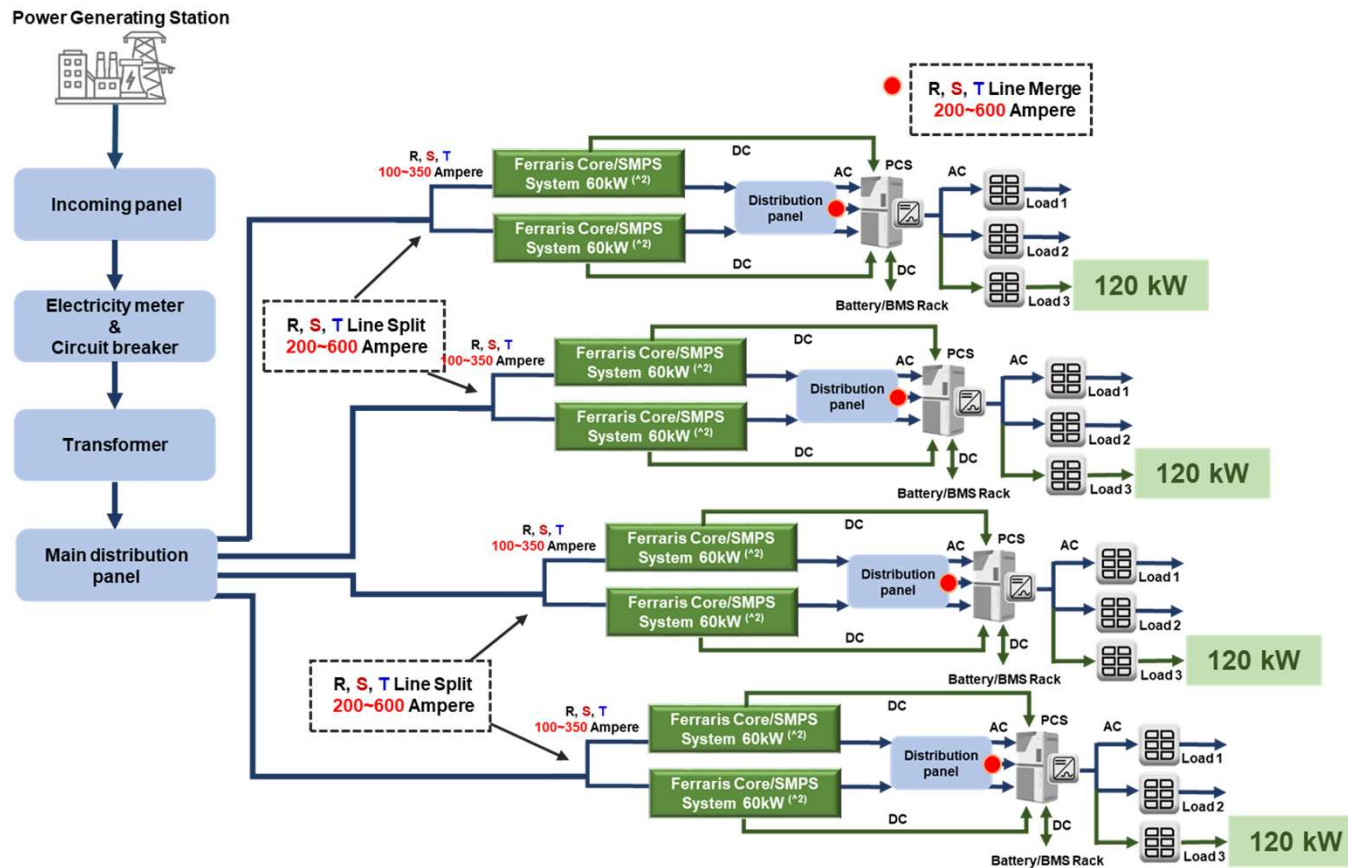 Power Generating Station
Incoming panel
Electricity meter
&
Circuit breaker
Transformer
Main distribution
panel
R, S, T Line Merge
200~600 Ampere
R, S, T Line Split
200~600 Ampere
R, S, T Line Split
200~600 Ampere
R, S, T
100~350 Ampere
Ferraris Core/SMPS
System 60kW (^2)
Ferraris Core/SMPS
System 60kW (^2)
DC
DC
Distribution
panel
AC
PCS
DC
Battery/BMS Rack
AC
Load 1
Load 2
Load 3
120 kW
R, S, T
100~350 Ampere
Ferraris Core/SMPS
System 60kW (^2)
Ferraris Core/SMPS
System 60kW (^2)
DC
DC
Distribution
panel
AC
PCS
DC
Battery/BMS Rack
AC
Load 1
Load 2
Load 3
120 kW
R, S, T
100~350 Ampere
Ferraris Core/SMPS
System 60kW (^2)
Ferraris Core/SMPS
System 60kW (^2)
DC
DC
Distribution
panel
AC
PCS
DC
Battery/BMS Rack
AC
Load 1
Load 2
Load 3
120 kW
R, S, T
100~350 Ampere
Ferraris Core/SMPS
System 60kW (^2)
Ferraris Core/SMPS
System 60kW (^2)
DC
DC
Distribution
panel
AC
PCS
DC
Battery/BMS Rack
AC
Load 1
Load 2
Load 3
120 kW